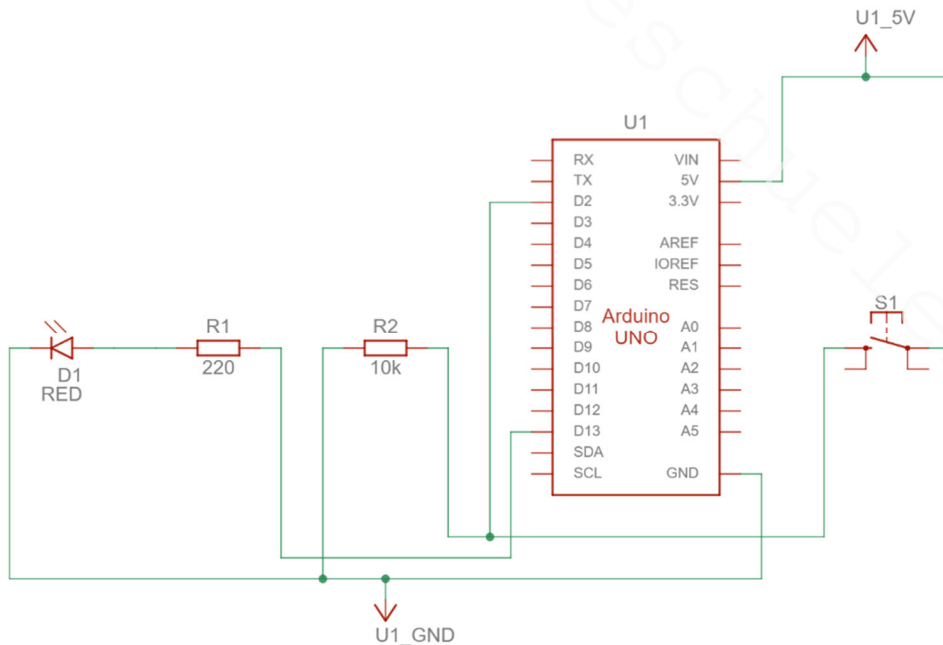 U1_5V
U1
RX
TX
D2
D3
D4
D5
D6
D7
D8
D9
D10
D11
D12
D13
SDA
SCL
VIN
5V
3.3V
AREF
IOREF
RES
A0
A1
A2
A3
A4
A5
GND
Arduino
UNO
S1
R1
220
R2
10k
D1
RED
U1_GND